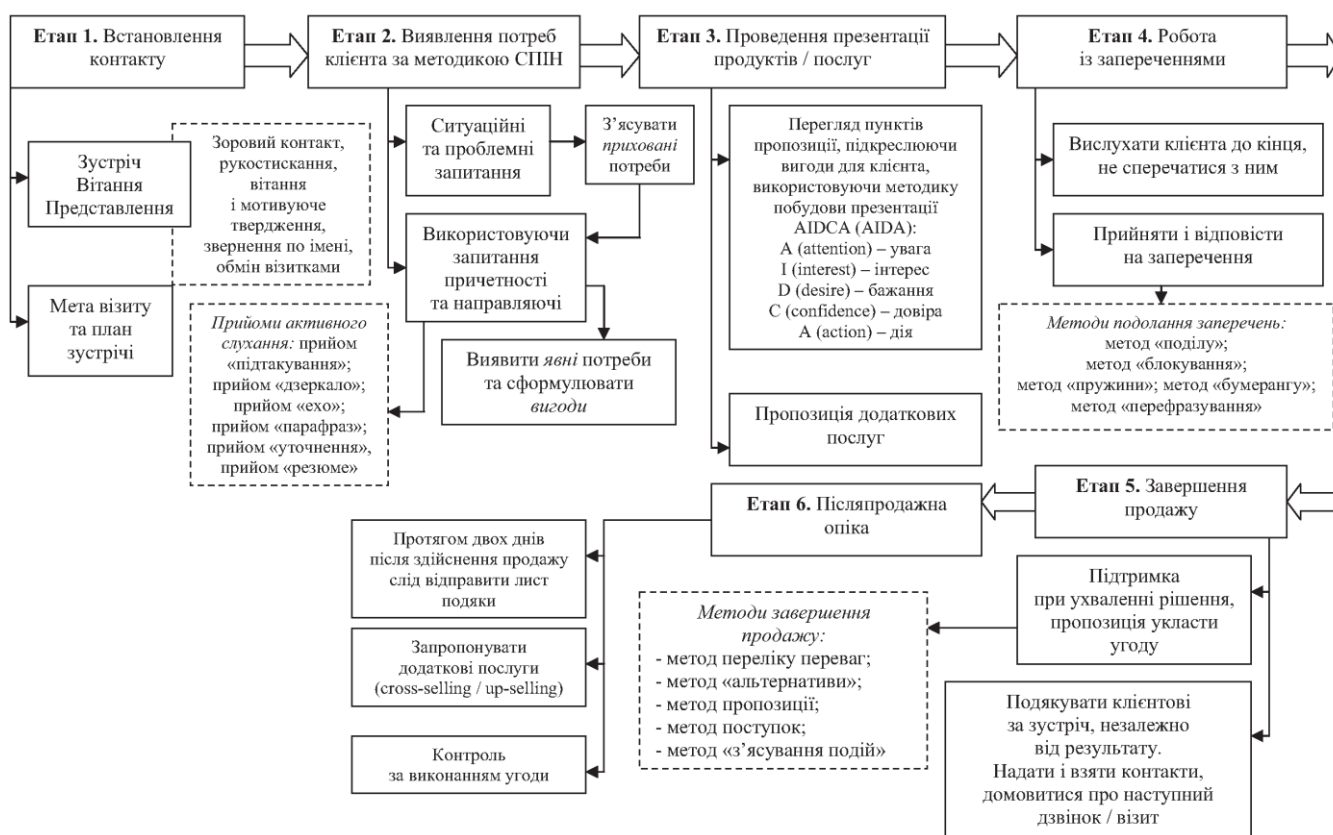 Етап 1. Встановлення
контакту
Зустріч
Вітання
Представлення
Зоровий контакт,
рукостискання,
вітання
і мотивуюче
твердження,
звернення по імені,
обмін візитками
Мета візиту
та план
зустрічі
Етап 2. Виявлення потреб
клієнта за методикою СПІН
Ситуаційні
та проблемні
запитання
З’ясувати
приховані
потреби
Використовуючи
запитання
причетності
та направляючі
Прийоми активного
слухання: прийом
«підтакування»;
прийом «дзеркало»;
прийом «ехо»;
прийом «парафраз»;
прийом «уточнення»,
прийом «резюме»
Виявити явні потреби
та сформулювати
вигоди
Етап 3. Проведення презентації
продуктів / послуг
Перегляд пунктів
пропозиції, підкреслюючи
вигоди для клієнта,
використовуючи методику
побудови презентації
AIDCA (AIDA):
A (attention) – увага
I (interest) – інтерес
D (desire) – бажання
C (confidence) – довіра
A (action) – дія
Пропозиція додаткових
послуг
Етап 4. Робота
із запереченнями
Вислухати клієнта до кінця,
не сперечатися з ним
Прийняти і відповісти
на заперечення
Методи подолання заперечень:
метод «поділу»;
метод «блокування»;
метод «пружини»; метод «бумерангу»;
метод «перефразування»
Етап 5. Завершення
продажу
Підтримка
при ухваленні рішення,
пропозиція укласти
угоду
Методи завершення
продажу:
- метод переліку переваг;
- метод «альтернативи»;
- метод пропозиції;
- метод поступок;
- метод «з’ясування подій»
Подякувати клієнтові
за зустріч, незалежно
від результату.
Надати і взяти контакти,
домовитися про наступний
дзвінок / візит
Етап 6. Післяпродажна
опіка
Протягом двох днів
після здійснення продажу
слід відправити лист
подяки
Запропонувати
додаткові послуги
(cross-selling / up-selling)
Контроль
за виконанням угоди